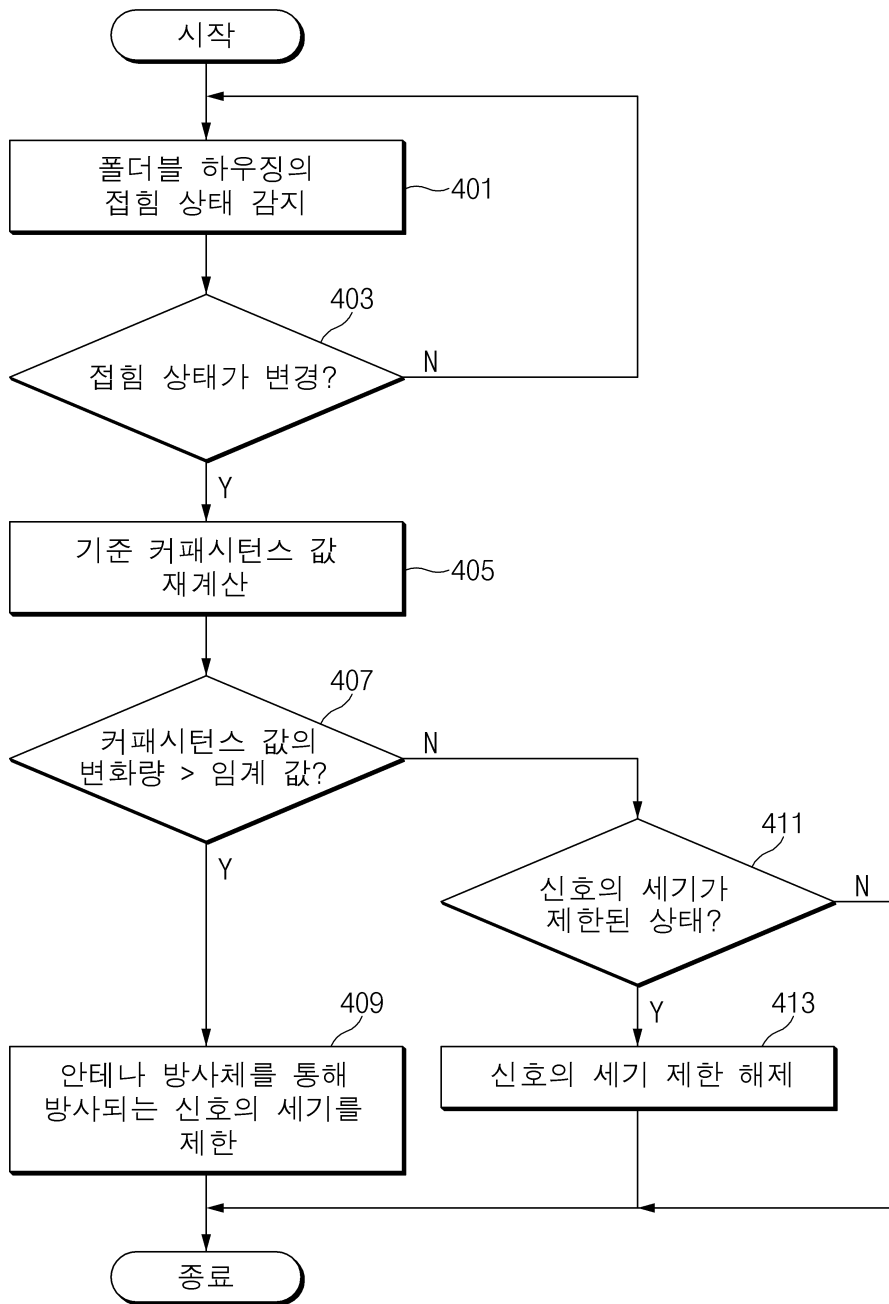 시작
폴더블 하우징의
접힘 상태 감지
401
403
접힘 상태가 변경?
N
Y
기준 커패시턴스 값
재계산
405
407
커패시턴스 값의
변화량 > 임계 값?
N
Y
411
신호의 세기가
제한된 상태?
N
Y
409
안테나 방사체를 통해
방사되는 신호의 세기를
제한
413
신호의 세기 제한 해제
종료